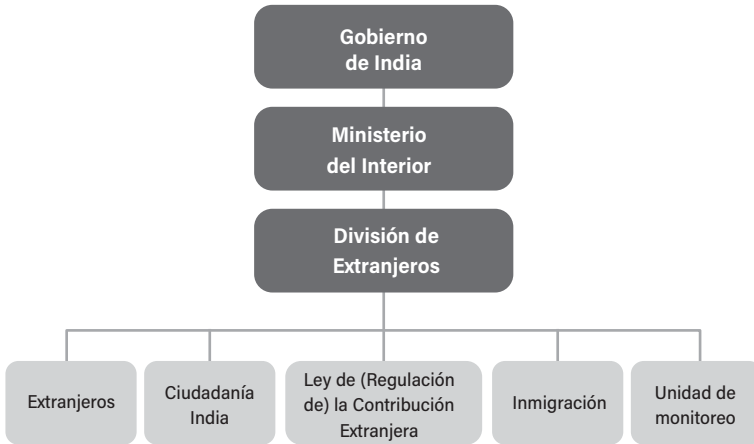 Gobierno
de India
Ministerio
del Interior
División de
Extranjeros
Extranjeros
Ciudadanía
India
Ley de (Regulación
de) la Contribución
Extranjera
Inmigración
Unidad de
monitoreo